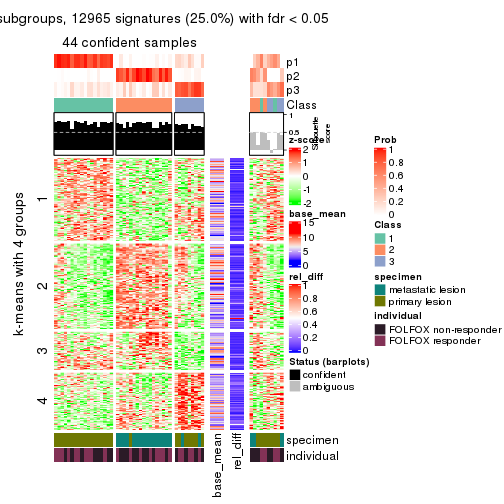 subgroups, 12965 signatures (25.0%) with fdr < 0.05
44 confident samples
p1
p2
p3
Class
1
0.5
0
Silhouette
score
k-means with 4 groups
1
2
3
4
specimen
individual
base_mean
rel_diff
z-score
2
1
0
-1
-2
base_mean
15
10
5
0
rel_diff
1
0.8
0.6
0.4
0.2
0
Status (barplots)
confident
ambiguous
Prob
1
0.8
0.6
0.4
0.2
0
Class
1
2
3
specimen
metastatic lesion
primary lesion
individual
FOLFOX non-responder
FOLFOX responder